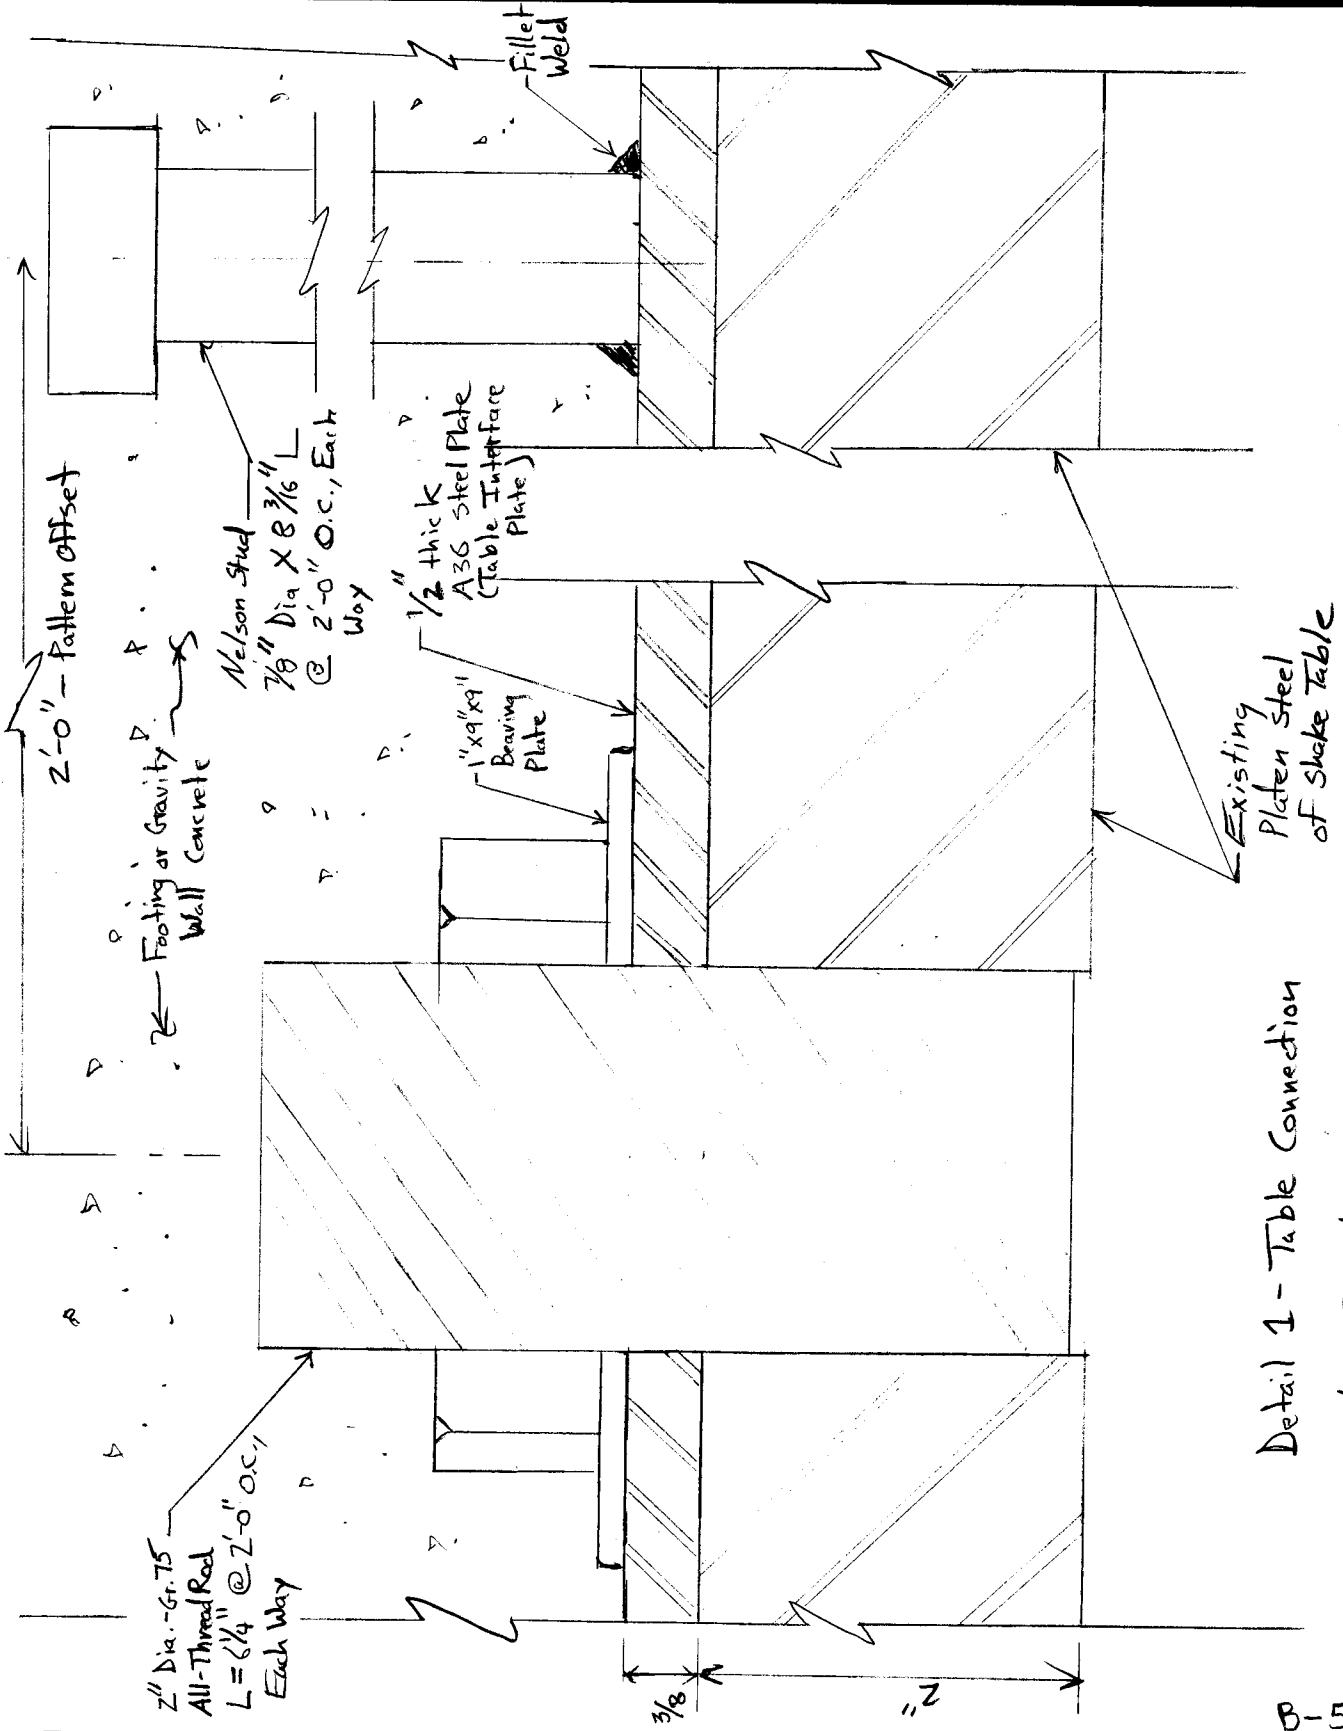 2'-0" - Pattern Offset
Footing or Gravity
Wall Concrete
2" Dia.-Gr.75
All-Thread Rod
L = 6 1/4" @ 2'-0" O.C.,
Each Way
Nelson Stud
7/8" Dia X 8 3/16" L
@ 2'-0" O.C., Each
Way
Fillet
Weld
1/2" thick
A36 Steel Plate
(Table Interface
Plate)
1"x9"x9"
Bearing
Plate
3/8
2"
Existing
Platen Steel
of Shake Table
Detail 1 - Table Connection
B-5